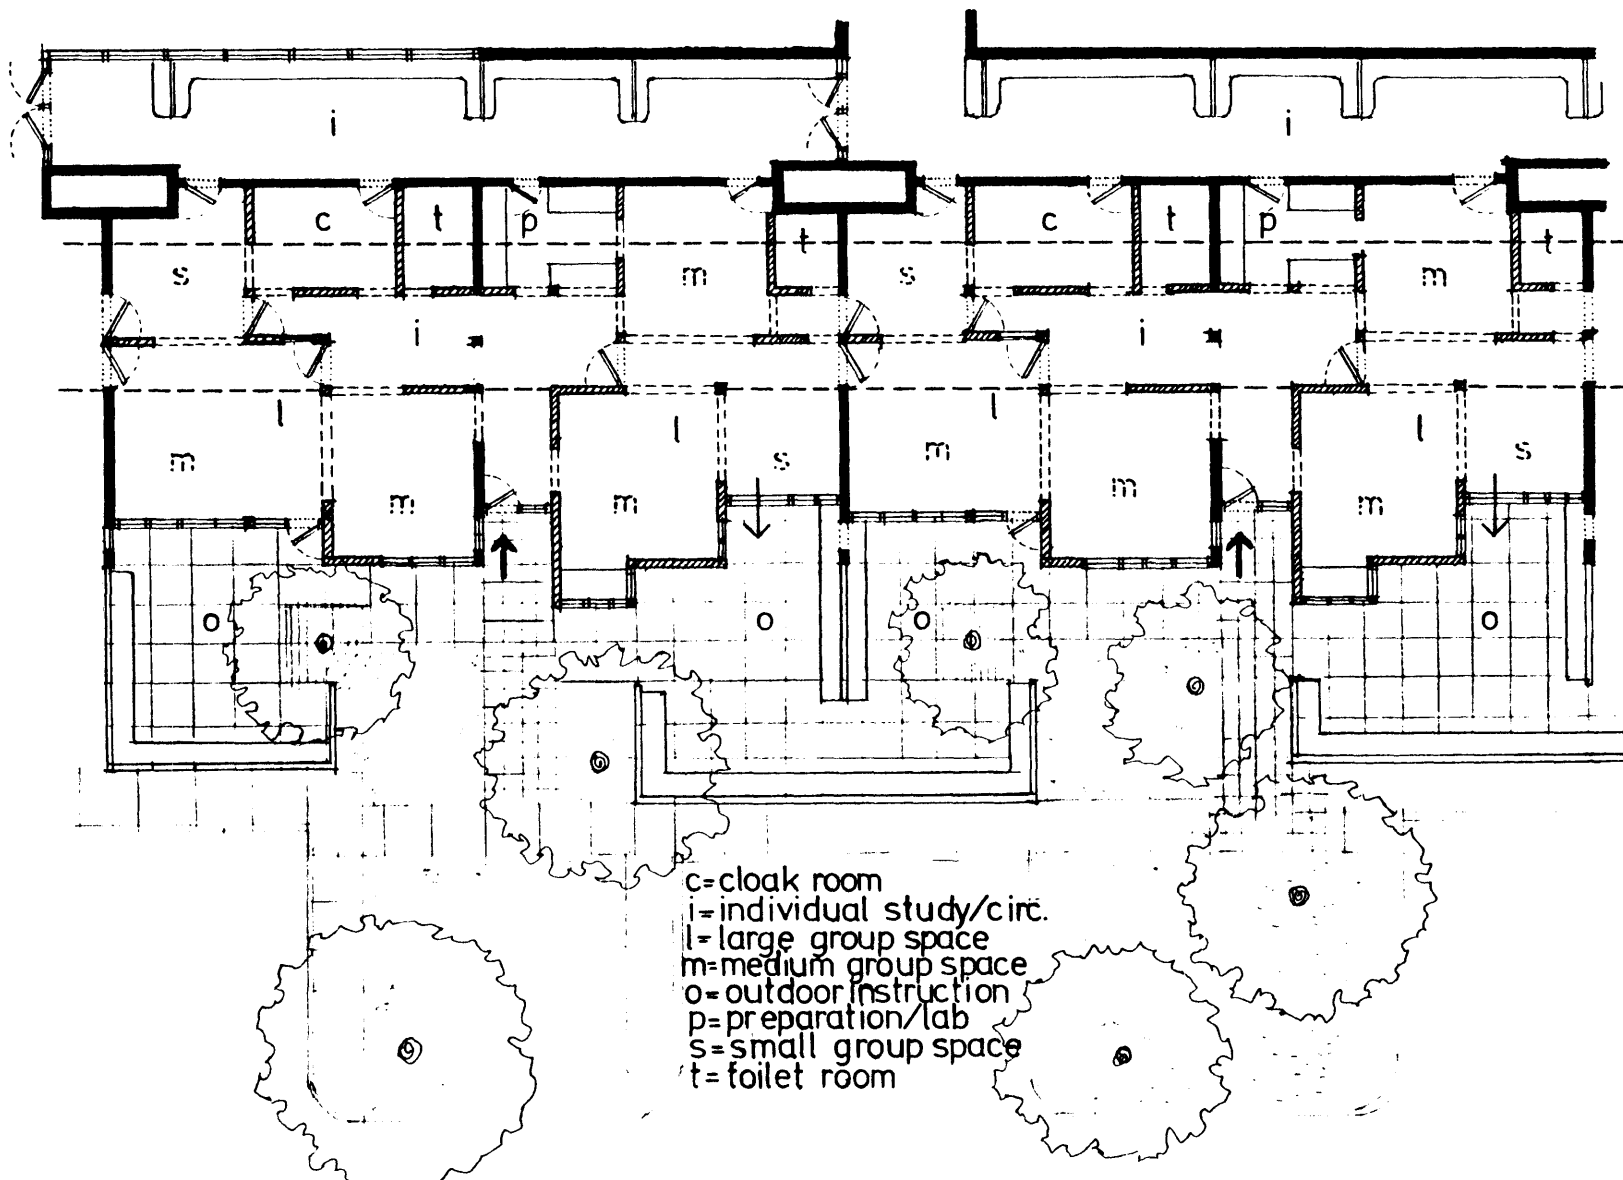 i i
c t p t c t p t
s m s m
i i
l l l l
m s m s
m m m m
o o o o
c=cloak room
i=individual study/circ.
l=large group space
m=medium group space
o=outdoor instruction
p=preparation/lab
s=small group space
t=toilet room